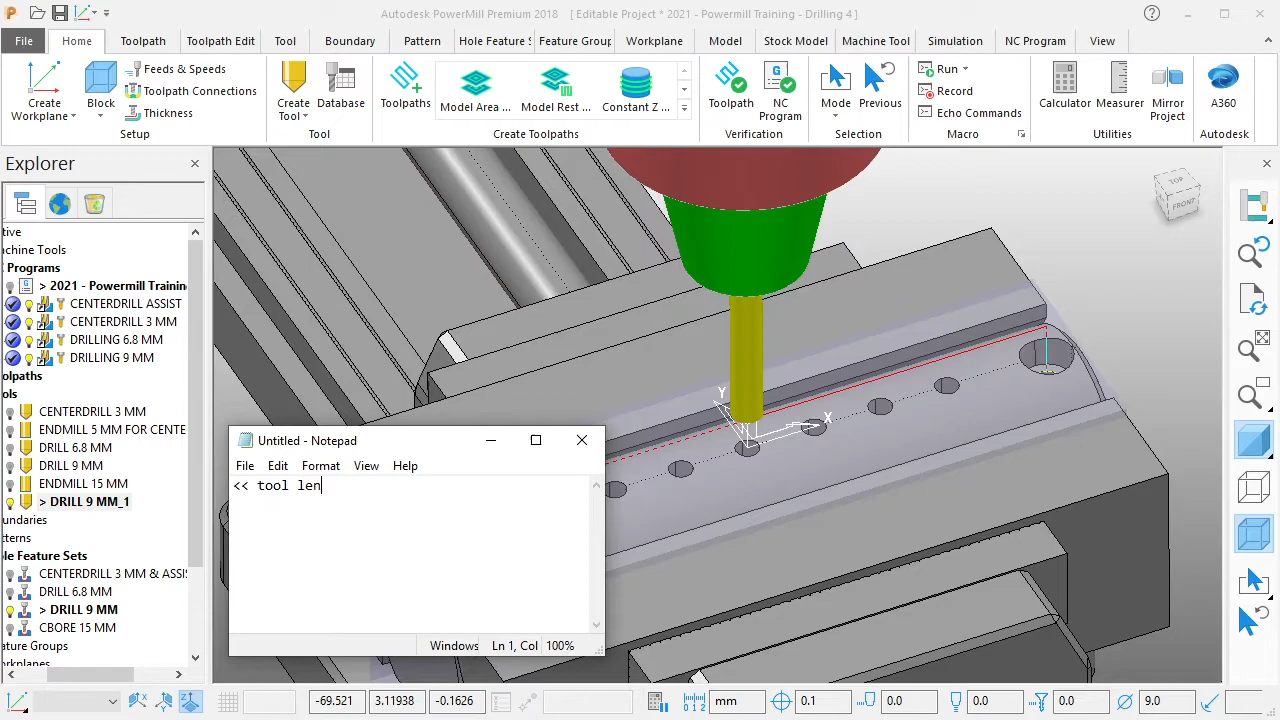 Autodesk PowerMill Premium 2018 [ Editable Project * 2021 - Powermill Training - Drilling 4 ]
File Home Toolpath Toolpath Edit Tool Boundary Pattern Hole Feature S Feature Group Workplane Model Stock Model Machine Tool Simulation NC Program View
Create Workplane
Block
Feeds & Speeds
Toolpath Connections
Thickness
Setup
Create Tool
Database
Tool
Toolpaths
Model Area ...
Model Rest ...
Constant Z ...
Create Toolpaths
Toolpath
NC Program
Verification
Mode
Previous
Selection
Run
Record
Echo Commands
Macro
Calculator
Measurer
Mirror Project
Utilities
A360
Autodesk
Explorer
tive
chine Tools
Programs
> 2021 - Powermill Trainin
CENTERDRILL ASSIST
CENTERDRILL 3 MM
DRILLING 6.8 MM
DRILLING 9 MM
olpaths
ols
CENTERDRILL 3 MM
ENDMILL 5 MM FOR CENTE
DRILL 6.8 MM
DRILL 9 MM
ENDMILL 15 MM
> DRILL 9 MM_1
oundaries
tterns
le Feature Sets
CENTERDRILL 3 MM & ASSI
DRILL 6.8 MM
> DRILL 9 MM
CBORE 15 MM
ature Groups
orkplanes
TOP
FRONT
Y
X
Untitled - Notepad
File Edit Format View Help
<< tool len
Windows Ln 1, Col 100%
-69.521 3.11938 -0.1626 mm 0.1 0.0 0.0 0.0 9.0